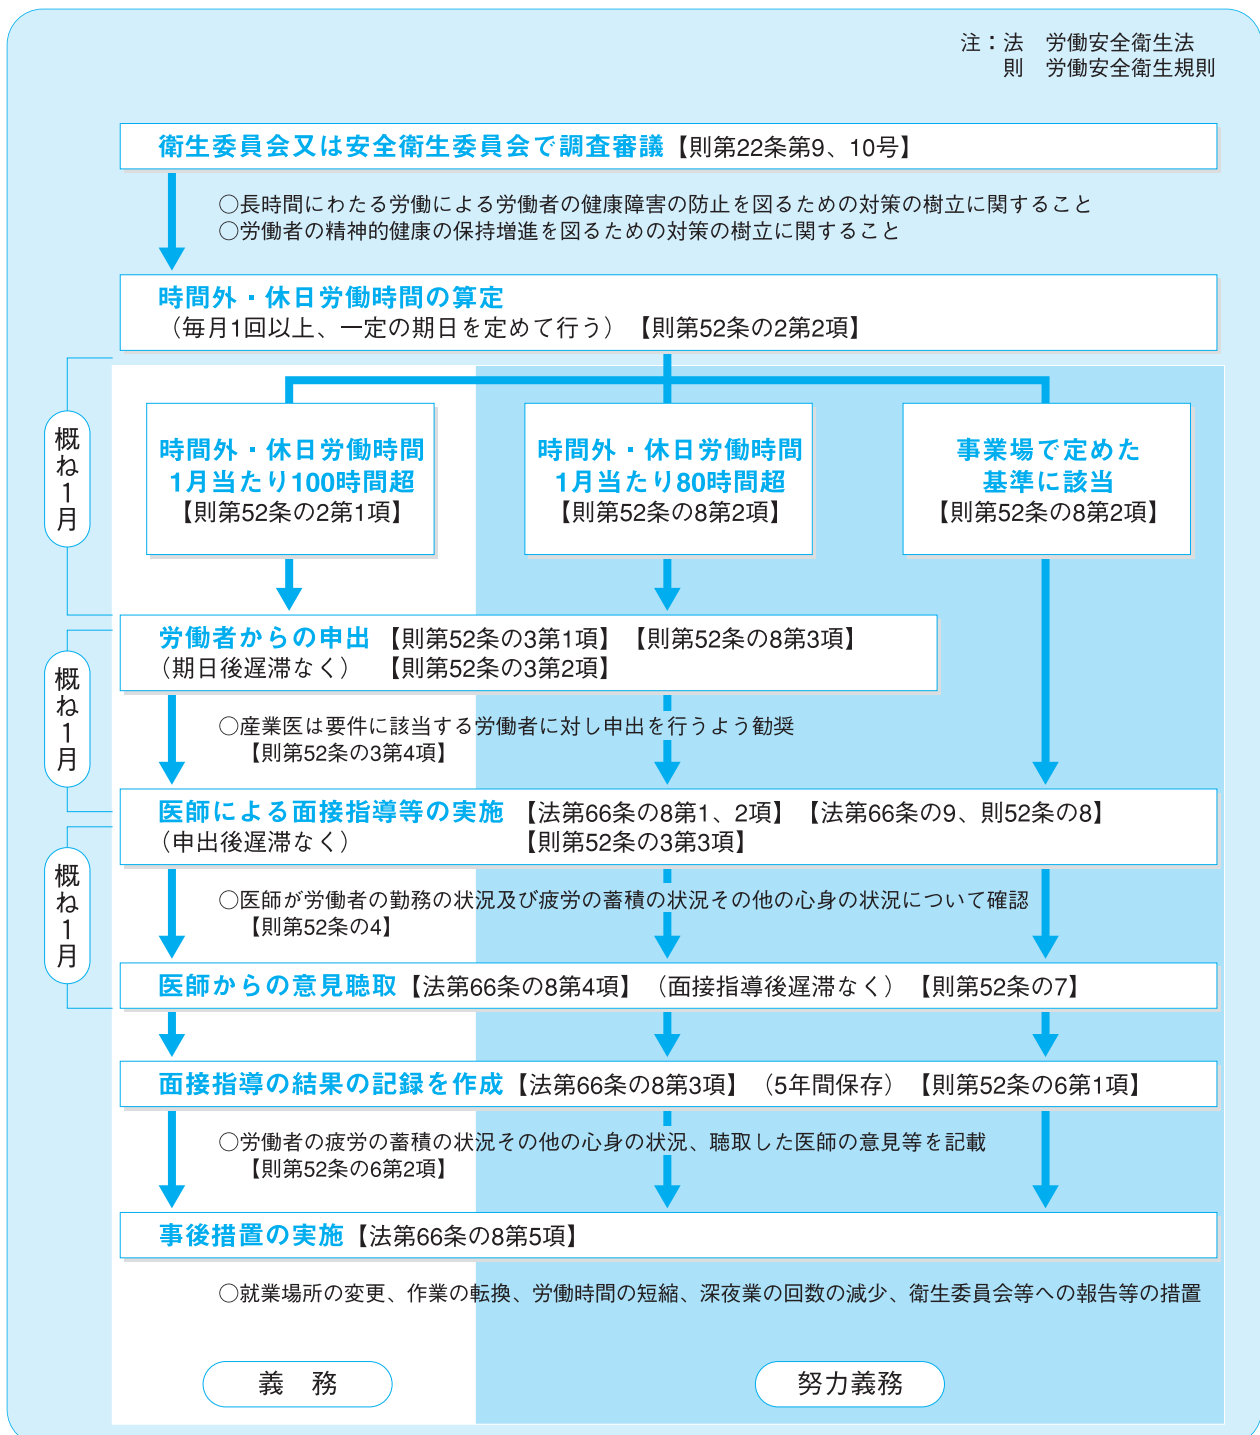 注：法　労働安全衛生法
則　労働安全衛生規則
衛生委員会又は安全衛生委員会で調査審議【則第22条第9、10号】
○長時間にわたる労働による労働者の健康障害の防止を図るための対策の樹立に関すること
○労働者の精神的健康の保持増進を図るための対策の樹立に関すること
時間外・休日労働時間の算定
（毎月1回以上、一定の期日を定めて行う）【則第52条の2第2項】
概ね1月
時間外・休日労働時間
1月当たり100時間超
【則第52条の2第1項】
時間外・休日労働時間
1月当たり80時間超
【則第52条の8第2項】
事業場で定めた
基準に該当
【則第52条の8第2項】
労働者からの申出 【則第52条の3第1項】【則第52条の8第3項】
（期日後遅滞なく）　【則第52条の3第2項】
概ね1月
○産業医は要件に該当する労働者に対し申出を行うよう勧奨
【則第52条の3第4項】
医師による面接指導等の実施 【法第66条の8第1、2項】【法第66条の9、則52条の8】
（申出後遅滞なく）　【則第52条の3第3項】
概ね1月
○医師が労働者の勤務の状況及び疲労の蓄積の状況その他の心身の状況について確認
【則第52条の4】
医師からの意見聴取【法第66条の8第4項】（面接指導後遅滞なく）【則第52条の7】
面接指導の結果の記録を作成【法第66条の8第3項】（5年間保存）【則第52条の6第1項】
○労働者の疲労の蓄積の状況その他の心身の状況、聴取した医師の意見等を記載
【則第52条の6第2項】
事後措置の実施【法第66条の8第5項】
○就業場所の変更、作業の転換、労働時間の短縮、深夜業の回数の減少、衛生委員会等への報告等の措置
義　務
努力義務